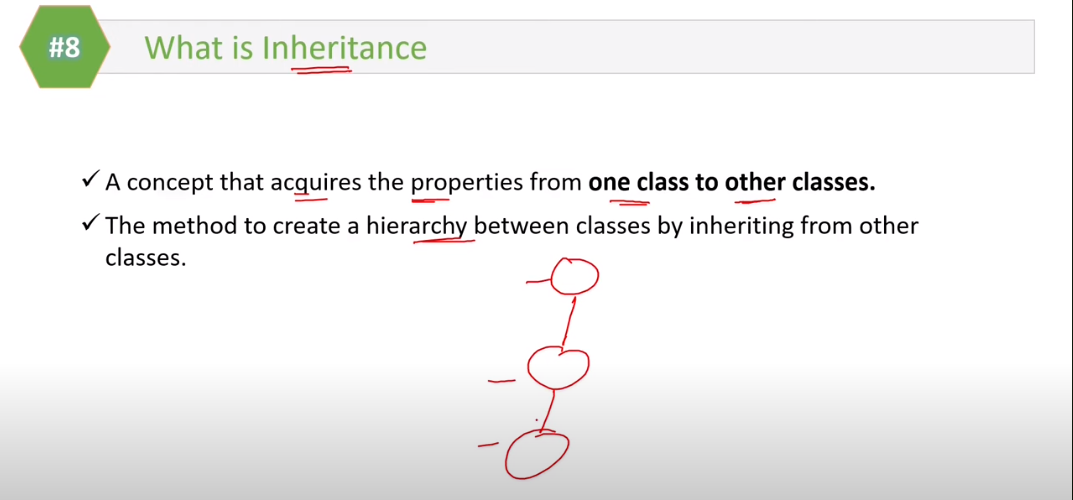 #8
What is Inheritance
✓ A concept that acquires the properties from one class to other classes.
✓ The method to create a hierarchy between classes by inheriting from other
classes.